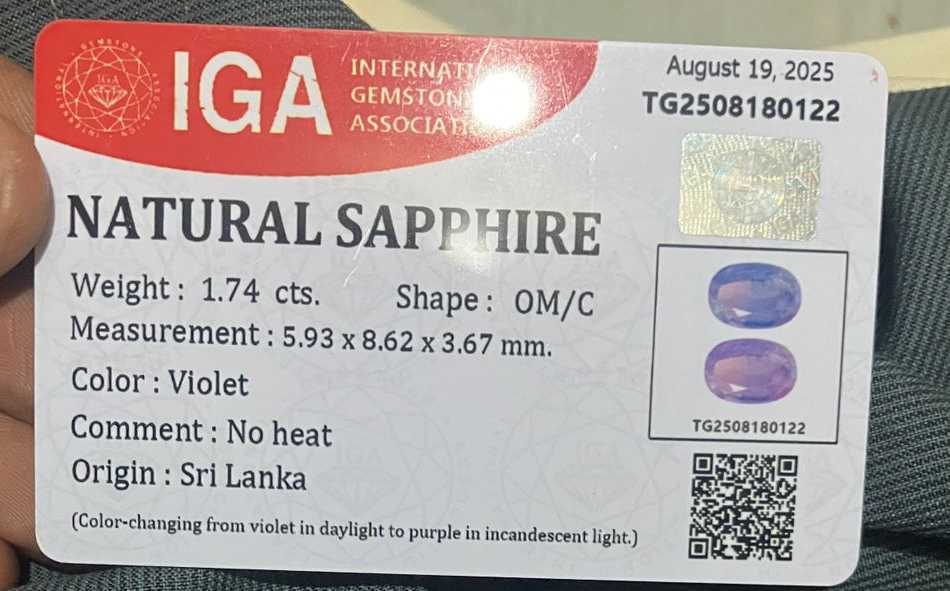 IGA
INTERNATI
GEMSTON
ASSOCIATI
August 19, 2025
TG2508180122
NATURAL SAPPHIRE
Weight : 1.74 cts. Shape : OM/C
Measurement : 5.93 x 8.62 x 3.67 mm.
Color : Violet
Comment : No heat
Origin : Sri Lanka
(Color-changing from violet in daylight to purple in incandescent light.)
TG2508180122